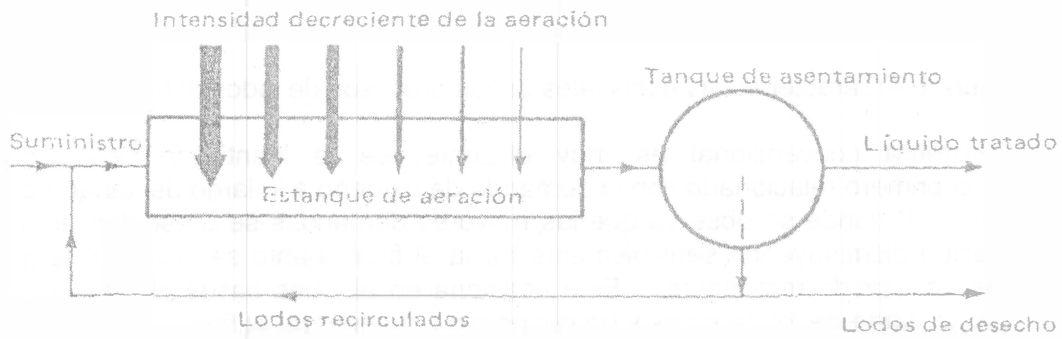 Intensidad decreciente de la aeración
Tanque de asentamiento
Suministro
Líquido tratado
Estanque de aeración
Lodos recirculados
Lodos de desecho